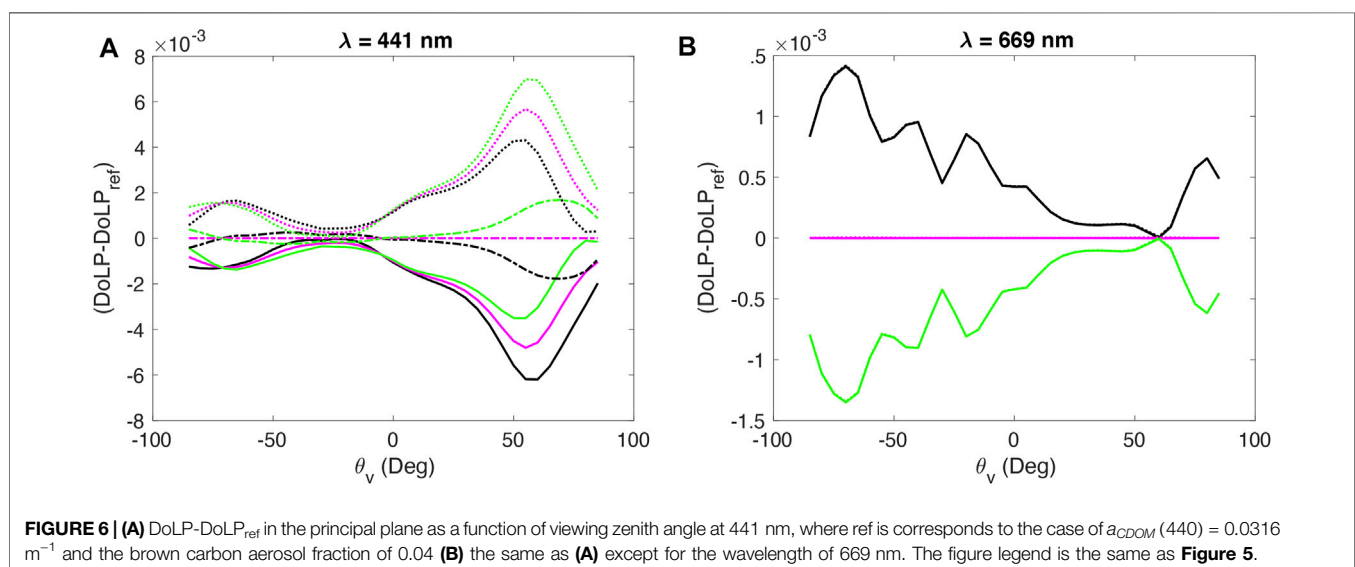 A
×10⁻³
λ = 441 nm
8
6
4
2
0
-2
-4
-6
-8
(DoLP-DoLP_ref)
-100
-50
0
50
100
θ_v (Deg)
B
×10⁻³
λ = 669 nm
.5
1
0.5
0
-0.5
-1
-1.5
(DoLP-DoLP_ref)
-100
-50
0
50
100
θ_v (Deg)
FIGURE 6 | (A) DoLP-DoLP_ref in the principal plane as a function of viewing zenith angle at 441 nm, where ref is corresponds to the case of a_CDOM (440) = 0.0316
m⁻¹ and the brown carbon aerosol fraction of 0.04 (B) the same as (A) except for the wavelength of 669 nm. The figure legend is the same as Figure 5.